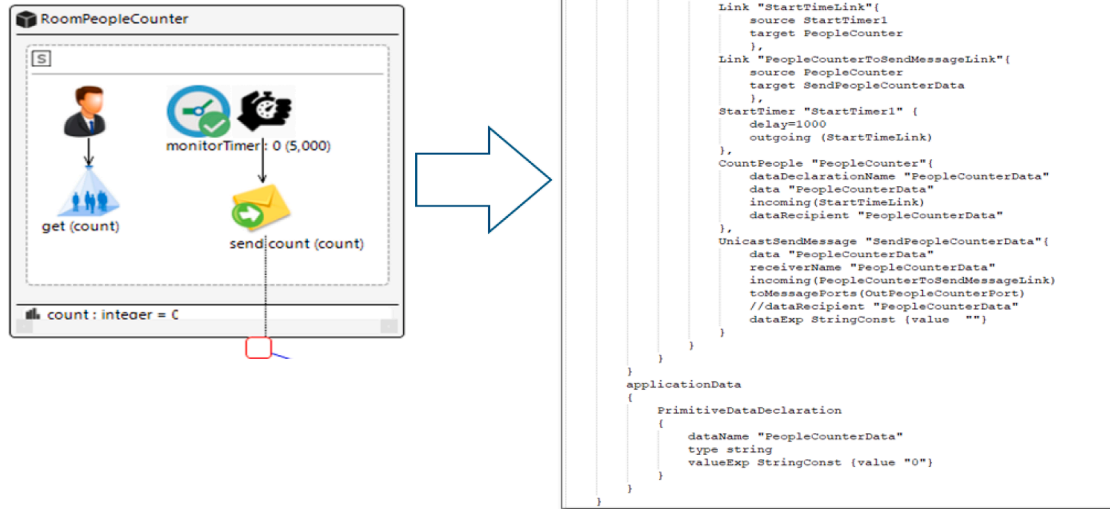 RoomPeopleCounter
S
monitorTimer : 0 (5,000)
get (count)
send count (count)
count : integer = 0
Link "StartTimeLink"{
source StartTimer1
target PeopleCounter
},
Link "PeopleCounterToSendMessageLink"{
source PeopleCounter
target SendPeopleCounterData
},
StartTimer "StartTimer1" {
delay=1000
outgoing (StartTimeLink)
},
CountPeople "PeopleCounter"{
dataDeclarationName "PeopleCounterData"
data "PeopleCounterData"
incoming(StartTimeLink)
dataRecipient "PeopleCounterData"
},
UnicastSendMessage "SendPeopleCounterData"{
data "PeopleCounterData"
receiverName "PeopleCounterData"
incoming(PeopleCounterToSendMessageLink)
toMessagePorts(OutPeopleCounterPort)
//dataRecipient "PeopleCounterData"
dataExp StringConst {value  ""}
}
}
}
}
applicationData
{
PrimitiveDataDeclaration
{
dataName "PeopleCounterData"
type string
valueExp StringConst {value "0"}
}
}
}